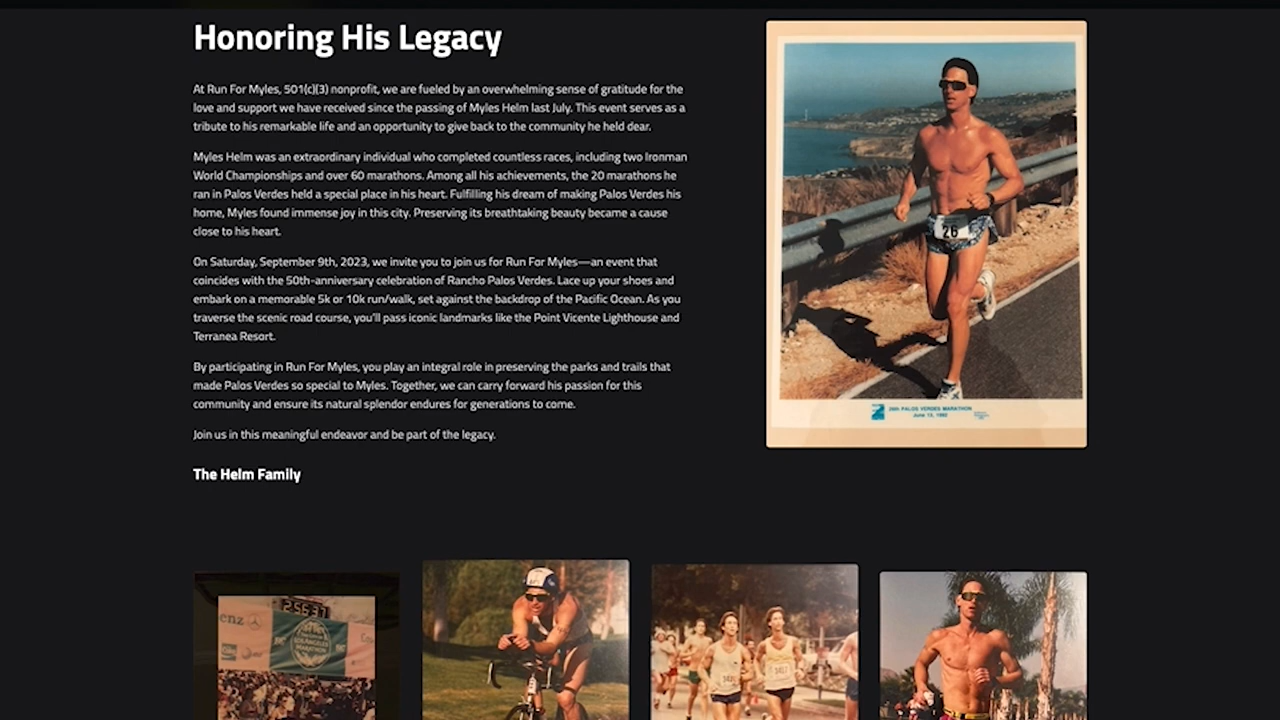 Honoring His Legacy
At Run For Myles, 501(c)(3) nonprofit, we are fueled by an overwhelming sense of gratitude for the
love and support we have received since the passing of Myles Helm last July. This event serves as a
tribute to his remarkable life and an opportunity to give back to the community he held dear.
Myles Helm was an extraordinary individual who completed countless races, including two Ironman
World Championships and over 60 marathons. Among all his achievements, the 20 marathons he
ran in Palos Verdes held a special place in his heart. Fulfilling his dream of making Palos Verdes his
home, Myles found immense joy in this city. Preserving its breathtaking beauty became a cause
close to his heart.
On Saturday, September 9th, 2023, we invite you to join us for Run For Myles—an event that
coincides with the 50th-anniversary celebration of Rancho Palos Verdes. Lace up your shoes and
embark on a memorable 5k or 10k run/walk, set against the backdrop of the Pacific Ocean. As you
traverse the scenic road course, you'll pass iconic landmarks like the Point Vicente Lighthouse and
Terranea Resort.
By participating in Run For Myles, you play an integral role in preserving the parks and trails that
made Palos Verdes so special to Myles. Together, we can carry forward his passion for this
community and ensure its natural splendor endures for generations to come.
Join us in this meaningful endeavor and be part of the legacy.
The Helm Family
26
26th PALOS VERDES MARATHON
June 13, 1992
2:56:37
enz
LOS ANGELES
MARATHON